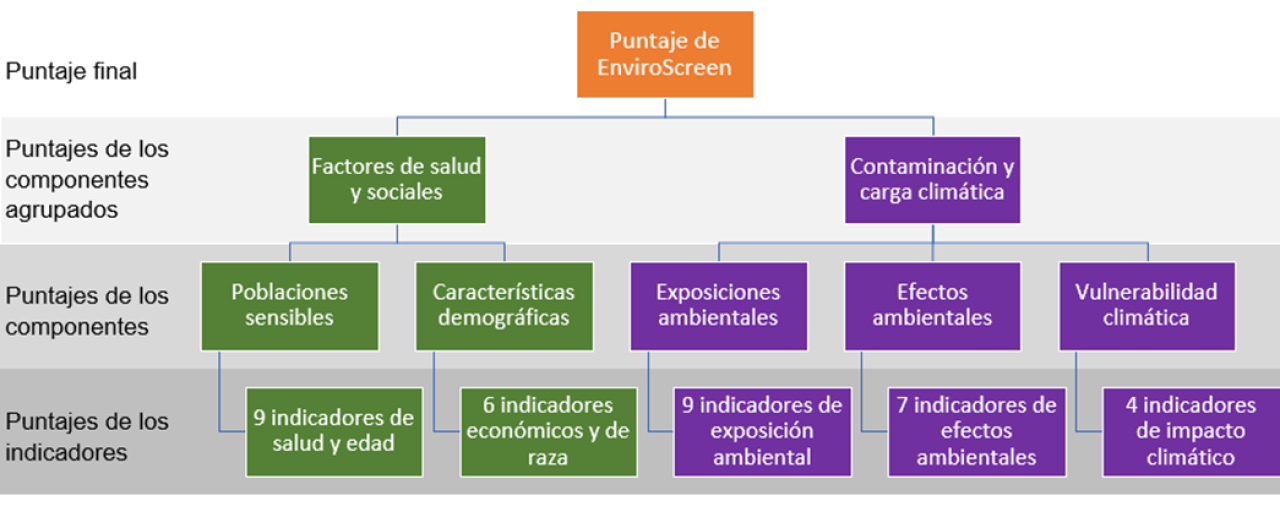 Puntaje final
Puntaje de
EnviroScreen
Puntajes de los
componentes
agrupados
Factores de salud
y sociales
Contaminación y
carga climática
Puntajes de los
componentes
Poblaciones
sensibles
Características
demográficas
Exposiciones
ambientales
Efectos
ambientales
Vulnerabilidad
climática
Puntajes de los
indicadores
9 indicadores de
salud y edad
6 indicadores
económicos y de
raza
9 indicadores de
exposición
ambiental
7 indicadores de
efectos
ambientales
4 indicadores
de impacto
climático